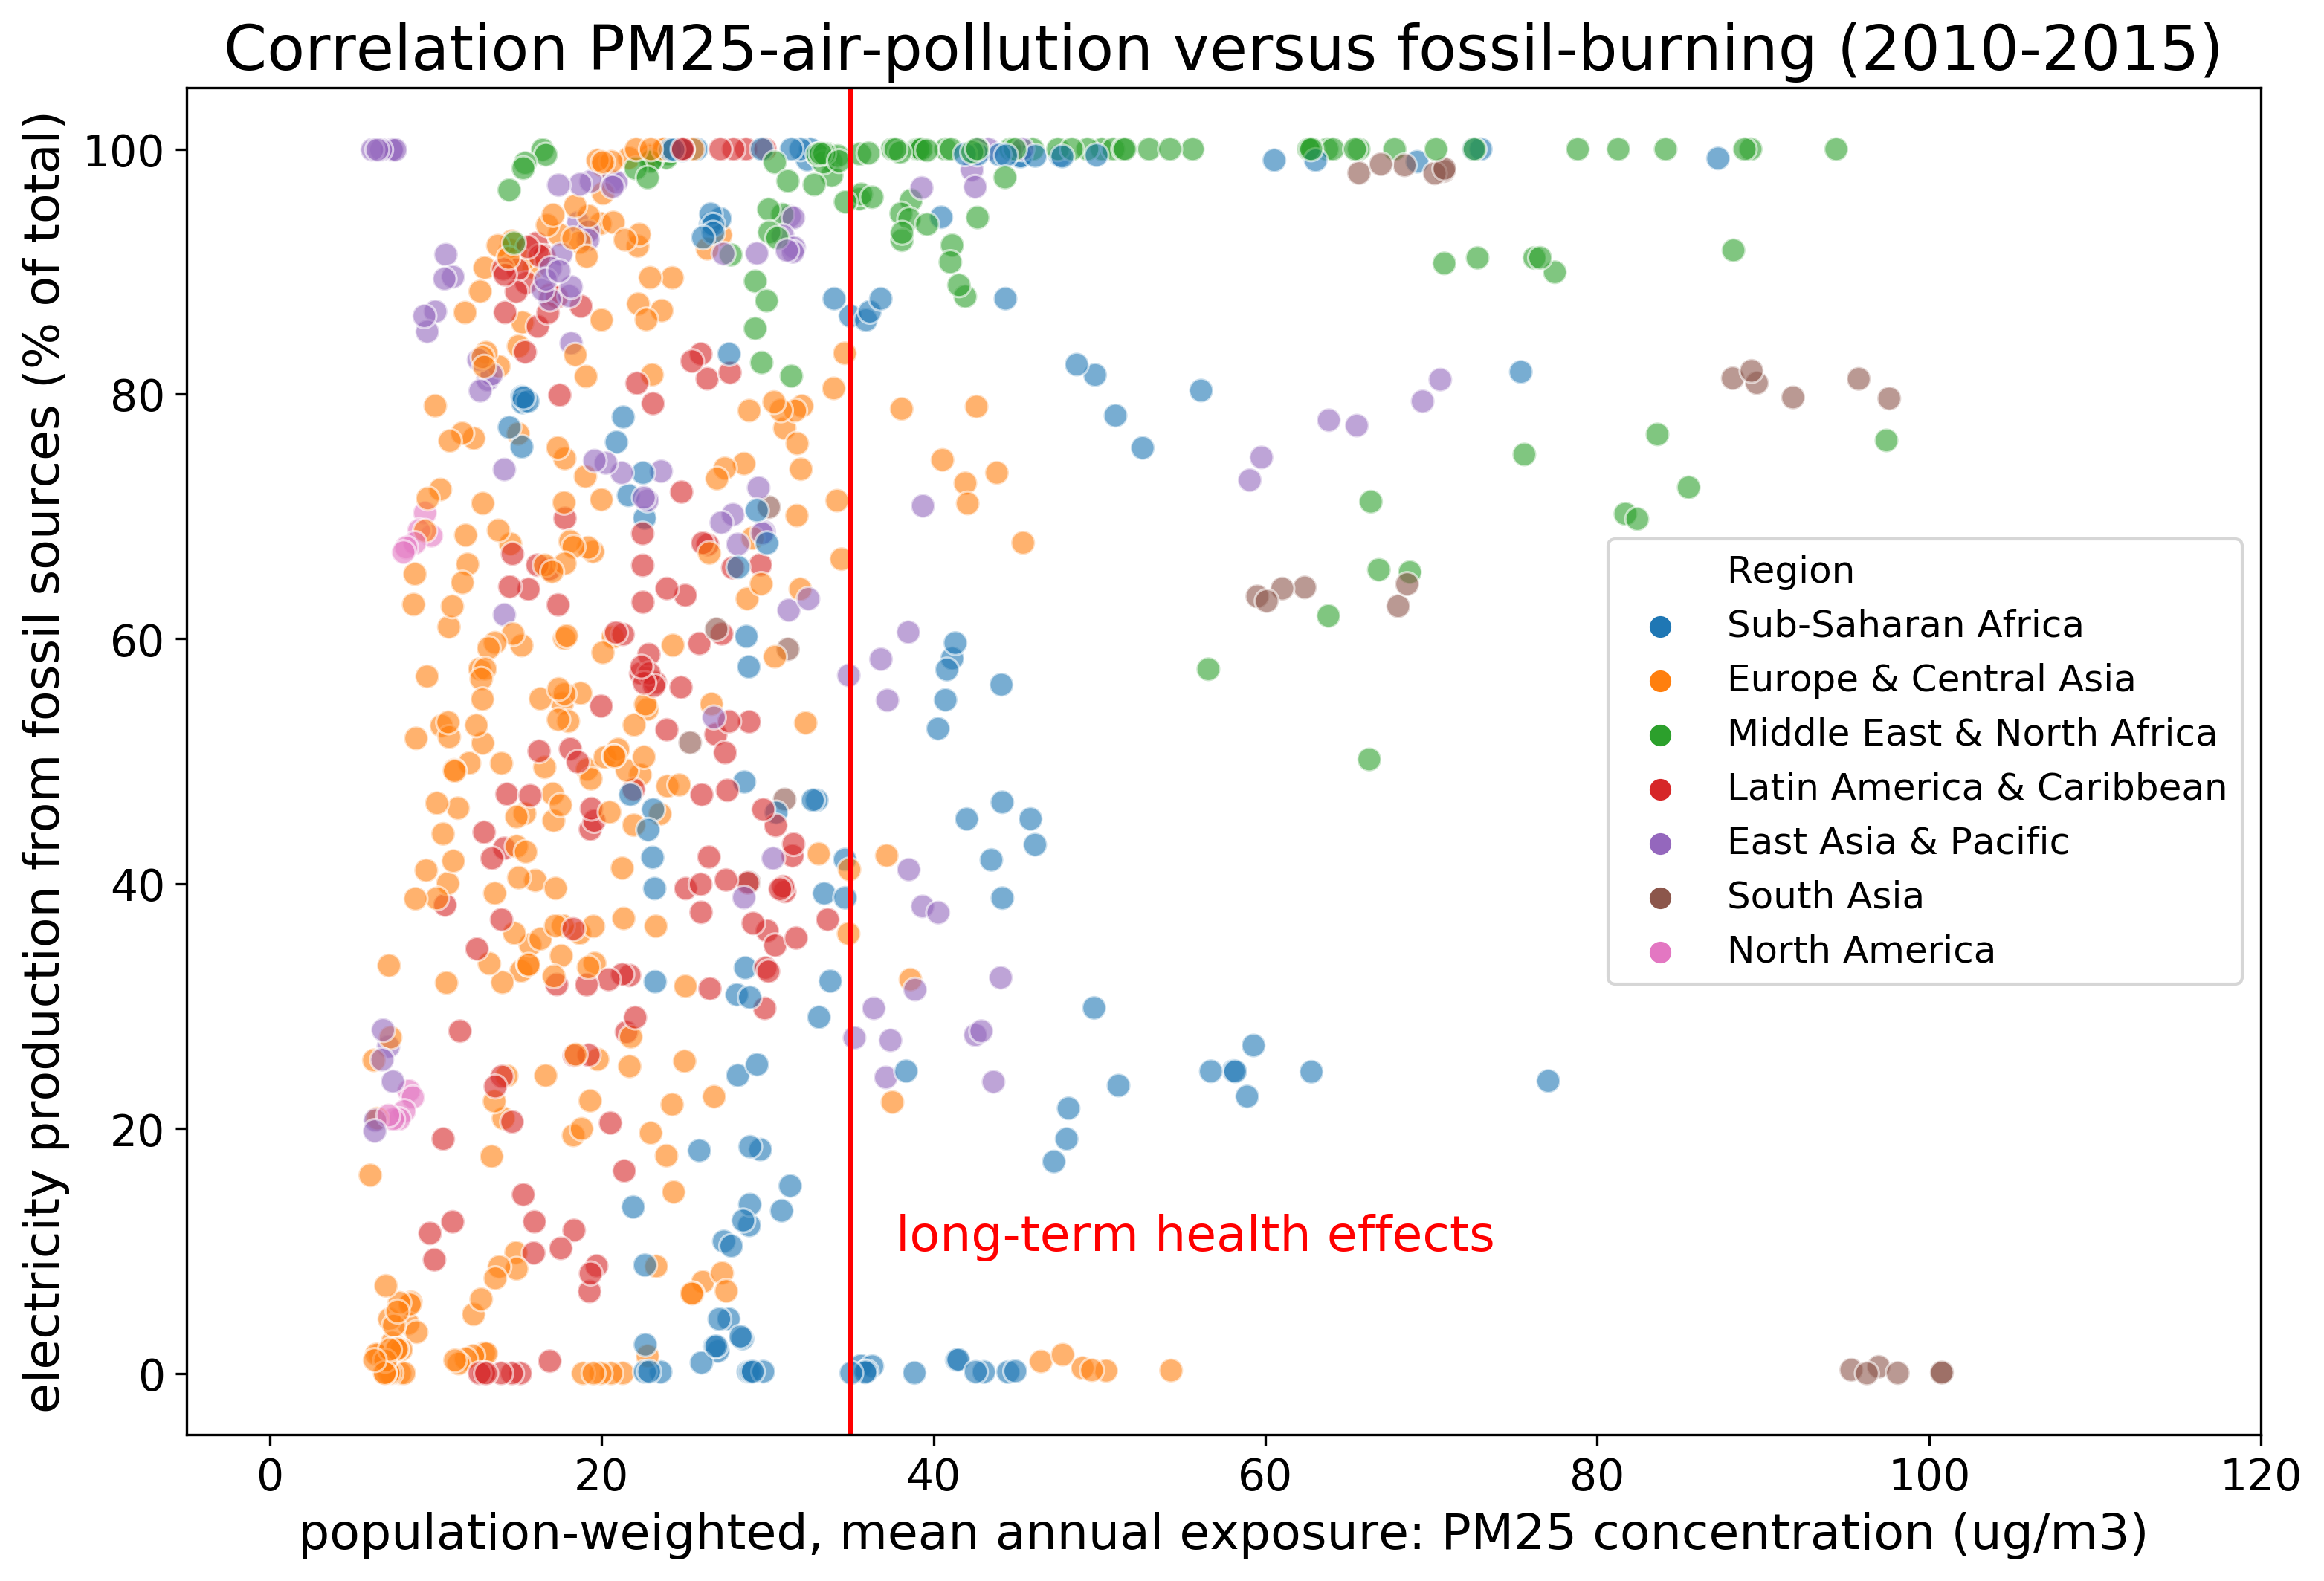 Correlation PM25-air-pollution versus fossil-burning (2010-2015)
electricity production from fossil sources (% of total)
100
80
60
40
20
0
Region
Sub-Saharan Africa
Europe & Central Asia
Middle East & North Africa
Latin America & Caribbean
East Asia & Pacific
South Asia
North America
long-term health effects
0 20 40 60 80 100 120
population-weighted, mean annual exposure: PM25 concentration (ug/m3)